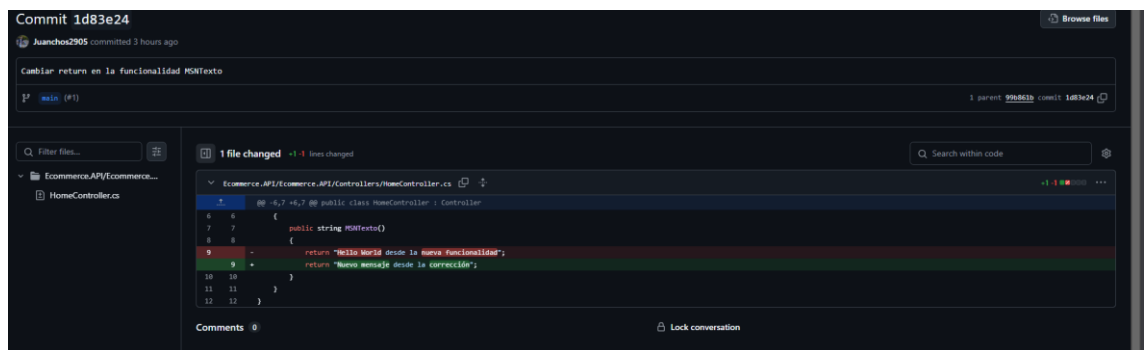 Commit 1d83e24
Browse files
Juanchos2905 committed 3 hours ago
Cambiar return en la funcionalidad MSNTexto
main (#1)
1 parent 99b861b commit 1d83e24
Filter files...
1 file changed +1 -1 lines changed
Search within code
Ecommerce.API/Ecommerce....
HomeController.cs
Ecommerce.API/Ecommerce.API/Controllers/HomeController.cs
+1 -1
@@ -6,7 +6,7 @@ public class HomeController : Controller
6 6 {
7 7 public string MSNTexto()
8 8 {
9 - return "Hello World desde la nueva funcionalidad";
9 + return "Nuevo mensaje desde la corrección";
10 10 }
11 11 }
12 12 }
Comments 0
Lock conversation